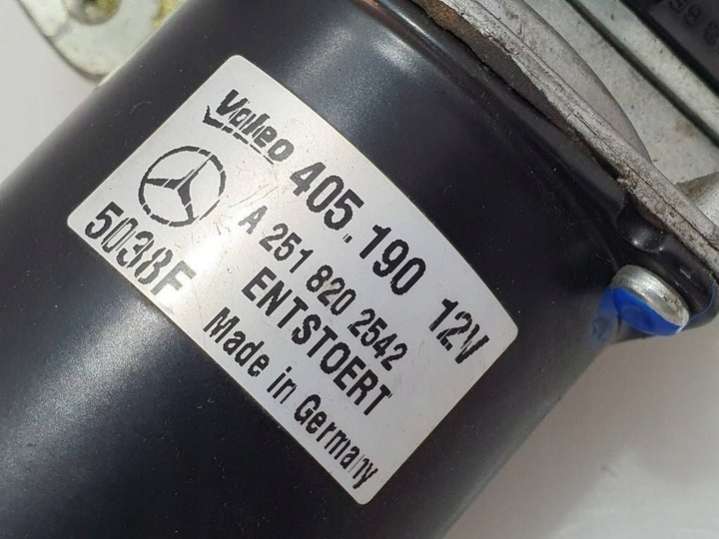 Valeo
405.190 12V
A 251 820 2542
5038F
ENTSTOERT
Made in Germany